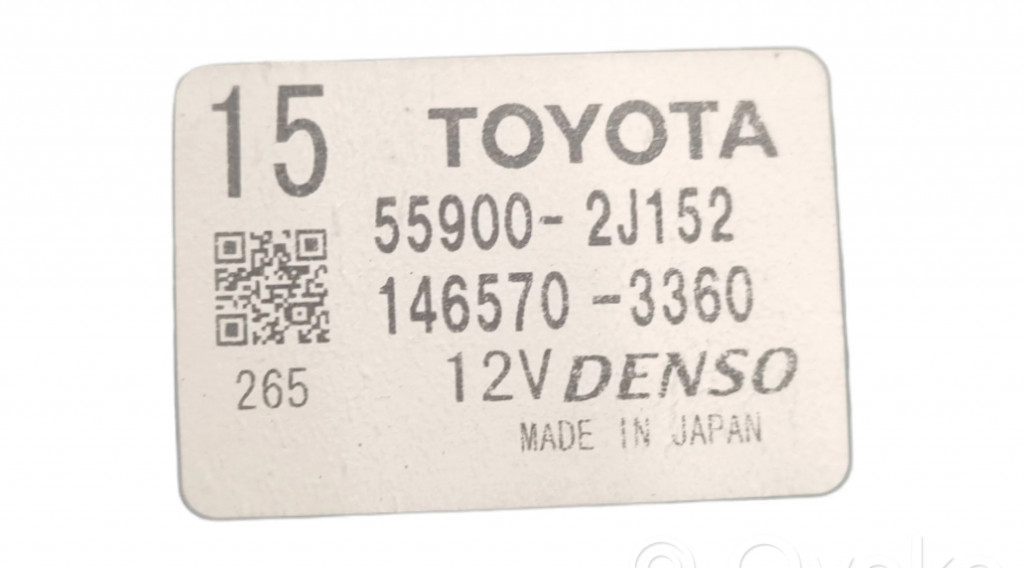 15
TOYOTA
55900-2J152
146570-3360
265
12V DENSO
MADE IN JAPAN